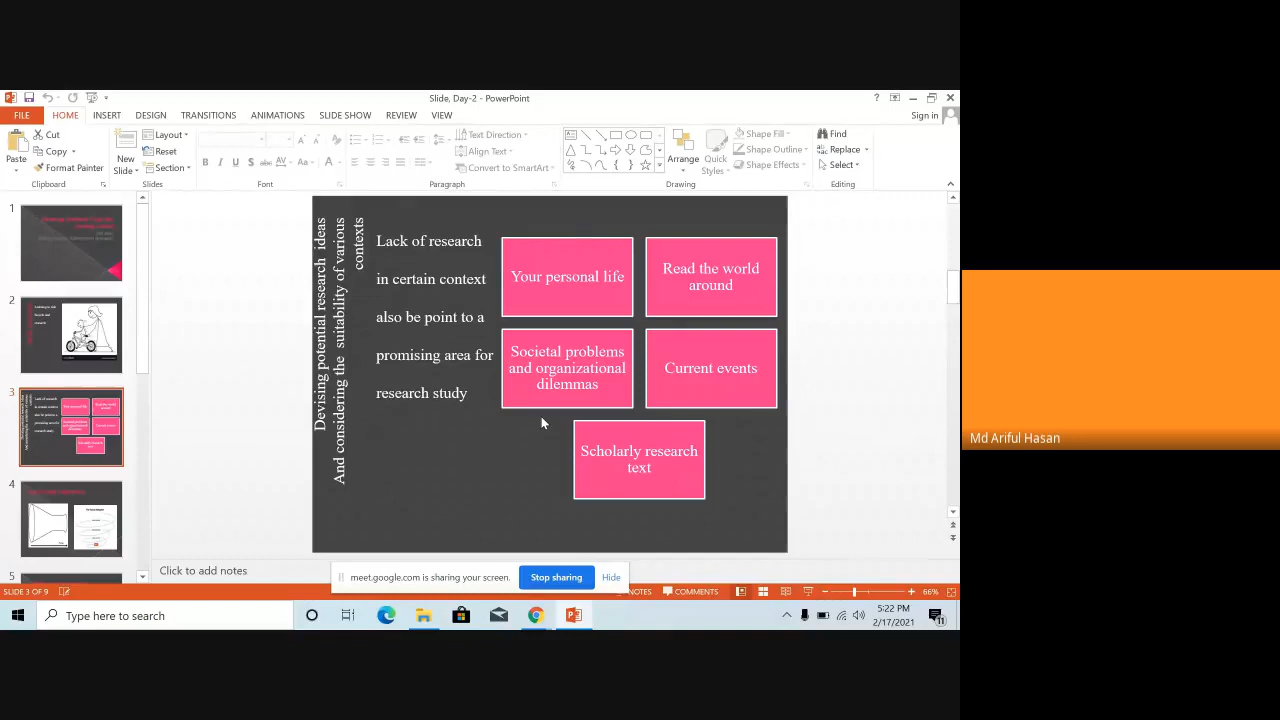 Slide, Day-2 - PowerPoint
Sign in
FILE HOME INSERT DESIGN TRANSITIONS ANIMATIONS SLIDE SHOW REVIEW VIEW
Paste
Cut
Copy
Format Painter
Clipboard
New
Slide
Layout
Reset
Section
Slides
Font
Text Direction
Align Text
Convert to SmartArt
Paragraph
Arrange
Quick
Styles
Shape Fill
Shape Outline
Shape Effects
Drawing
Find
Replace
Select
Editing
1
2
3
4
5
Devising potential research ideas
And considering the suitability of various
contexts
Lack of research
in certain context
also be point to a
promising area for
research study
Your personal life
Read the world
around
Societal problems
and organizational
dilemmas
Current events
Scholarly research
text
Click to add notes
meet.google.com is sharing your screen.
Stop sharing
Hide
SLIDE 3 OF 9
NOTES
COMMENTS
66%
Type here to search
5:22 PM
2/17/2021
11
Md Ariful Hasan